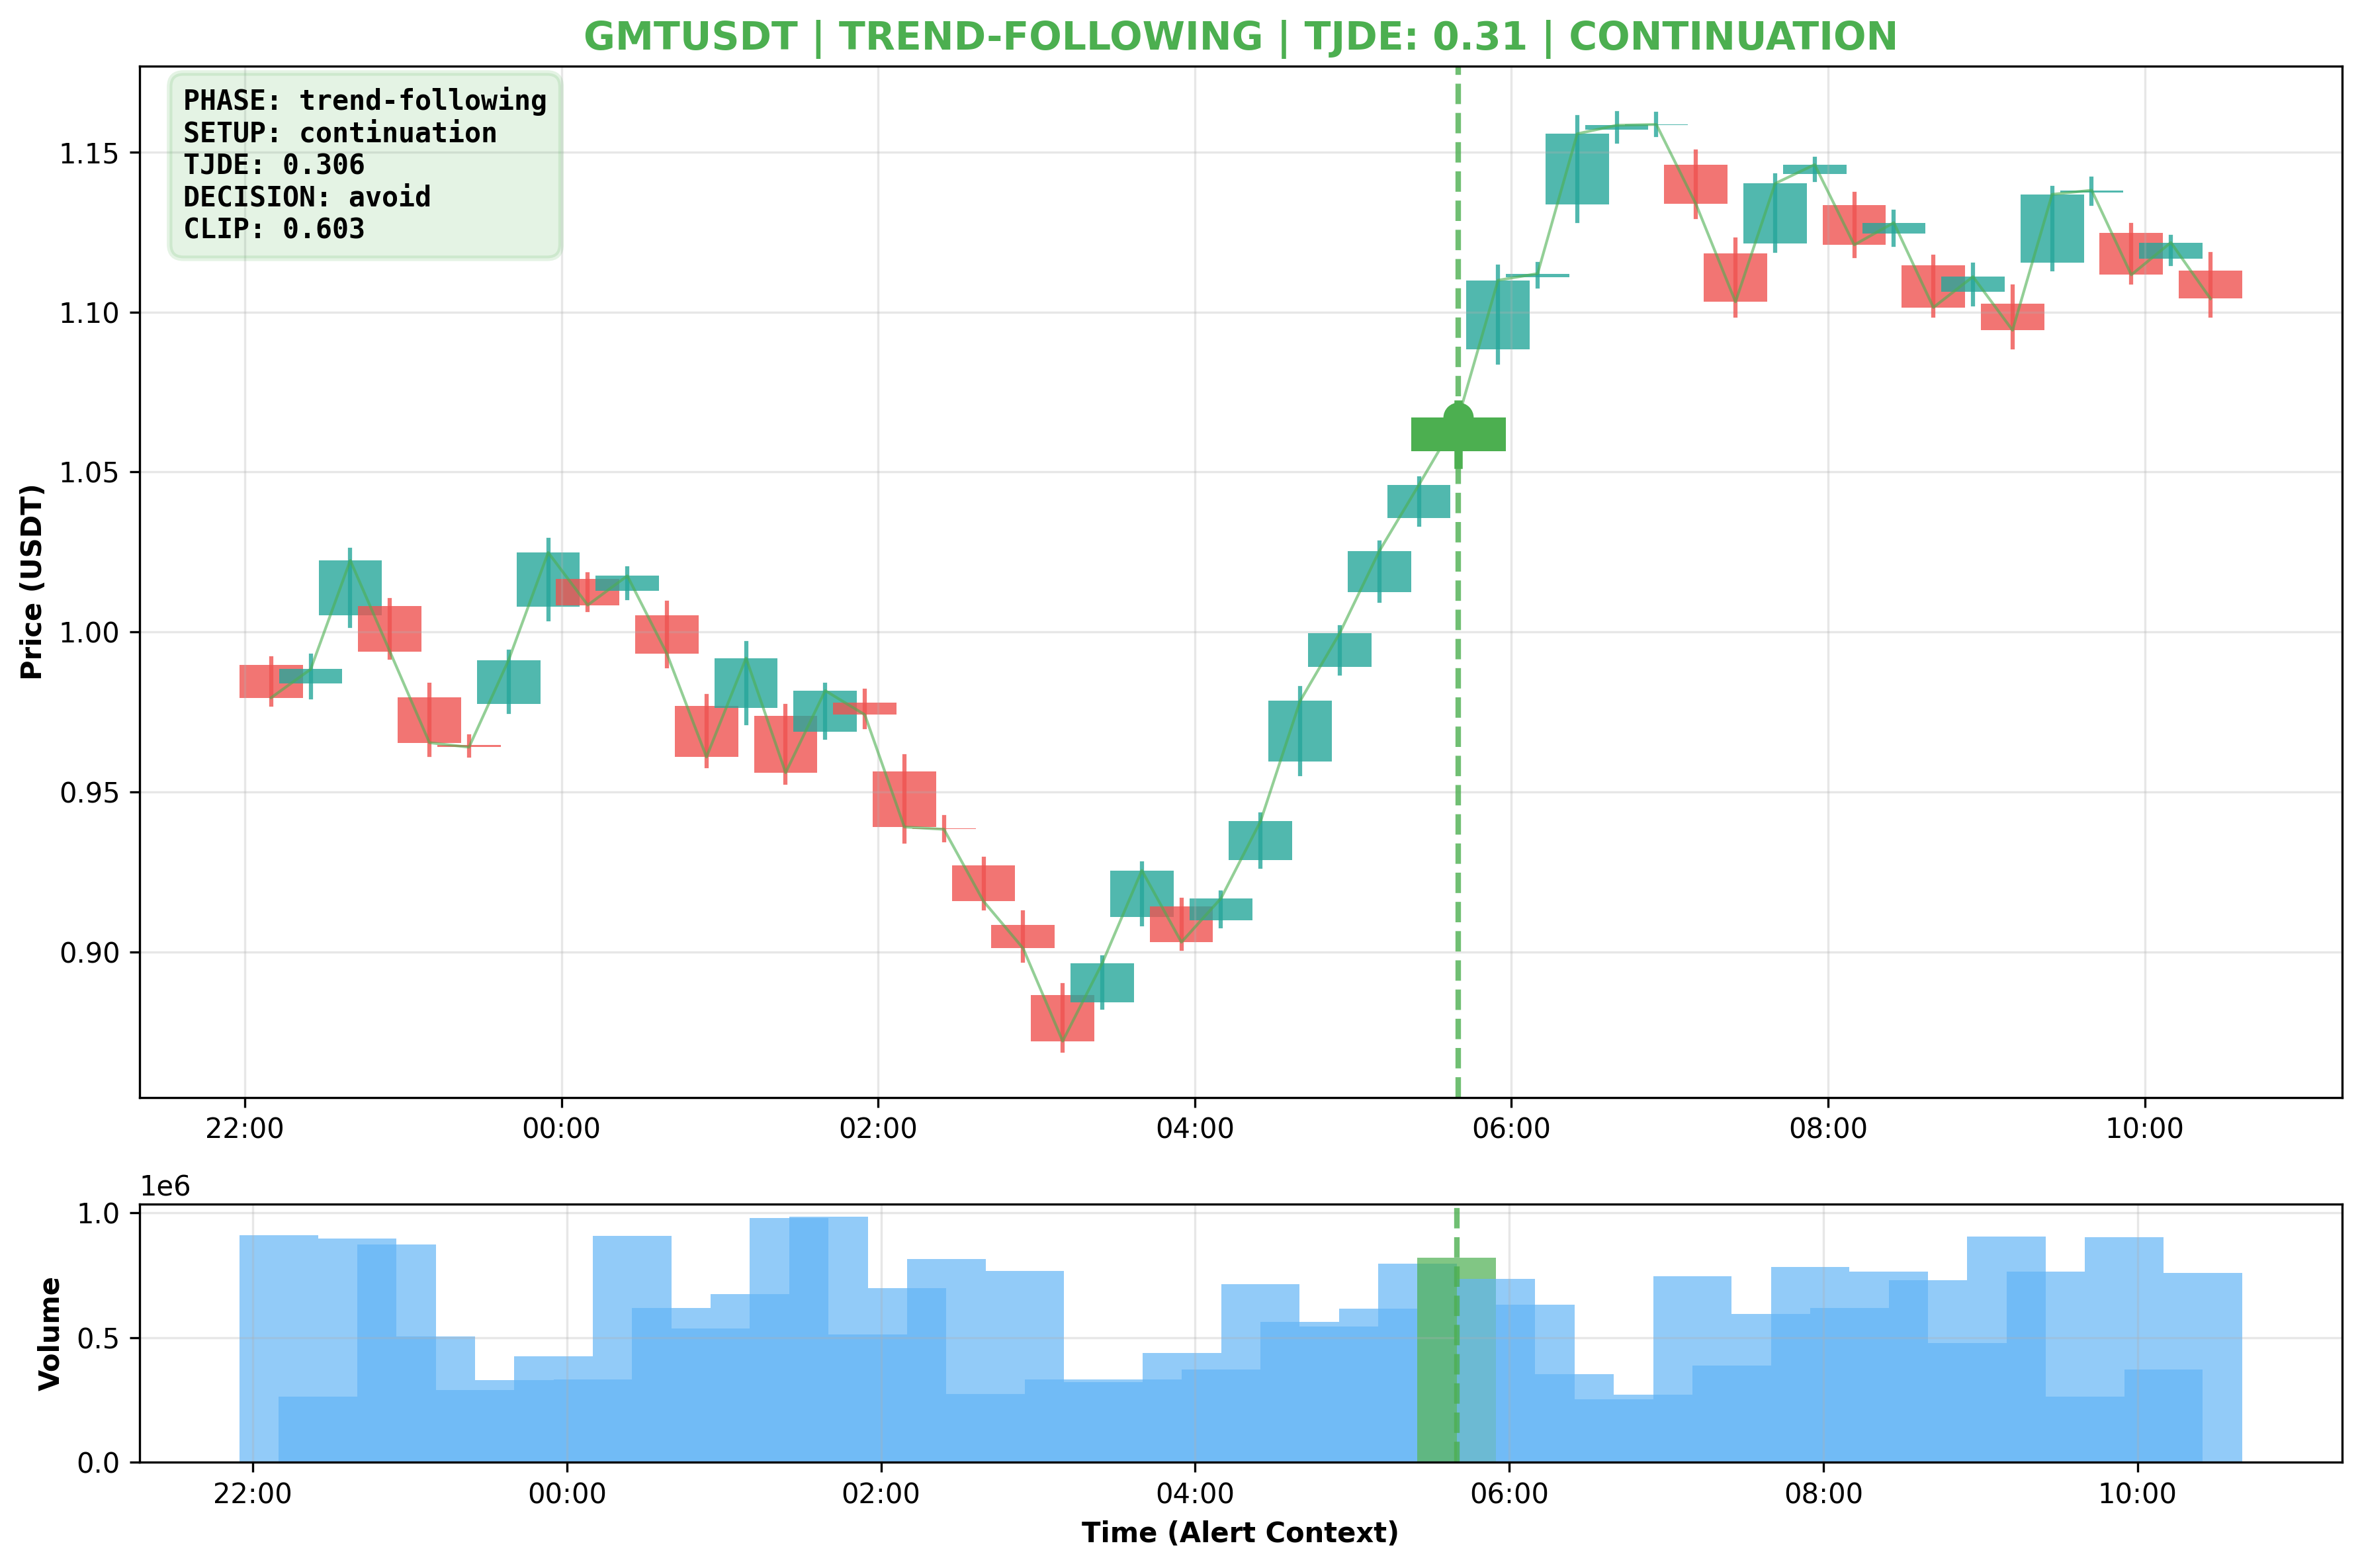 GMTUSDT | TREND-FOLLOWING | TJDE: 0.31 | CONTINUATION
PHASE: trend-following
SETUP: continuation
TJDE: 0.306
DECISION: avoid
CLIP: 0.603
Price (USDT)
1.15
1.10
1.05
1.00
0.95
0.90
22:00 00:00 02:00 04:00 06:00 08:00 10:00
1e6
Volume
1.0
0.5
0.0
22:00 00:00 02:00 04:00 06:00 08:00 10:00
Time (Alert Context)